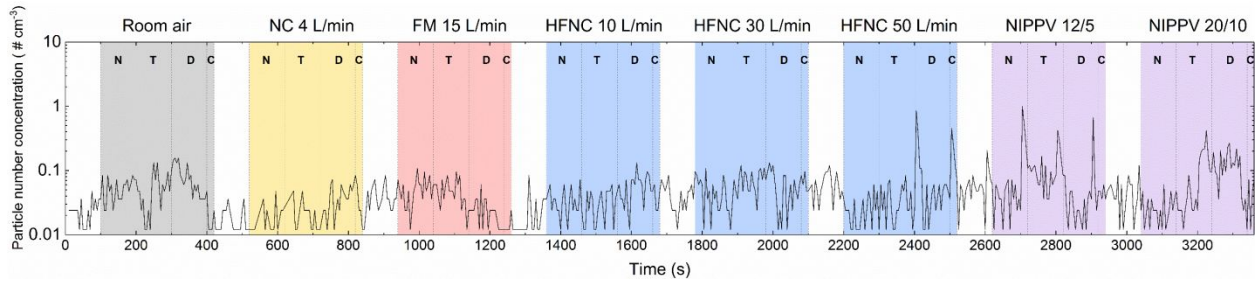 Room air NC 4 L/min FM 15 L/min HFNC 10 L/min HFNC 30 L/min HFNC 50 L/min NIPPV 12/5 NIPPV 20/10
Particle number concentration ( # cm-3)
10
N T D C N T D C N T D C N T D C N T D C N T D C N T D C N T D C
1
0.1
0.01
0 200 400 600 800 1000 1200 1400 1600 1800 2000 2200 2400 2600 2800 3000 3200
Time (s)